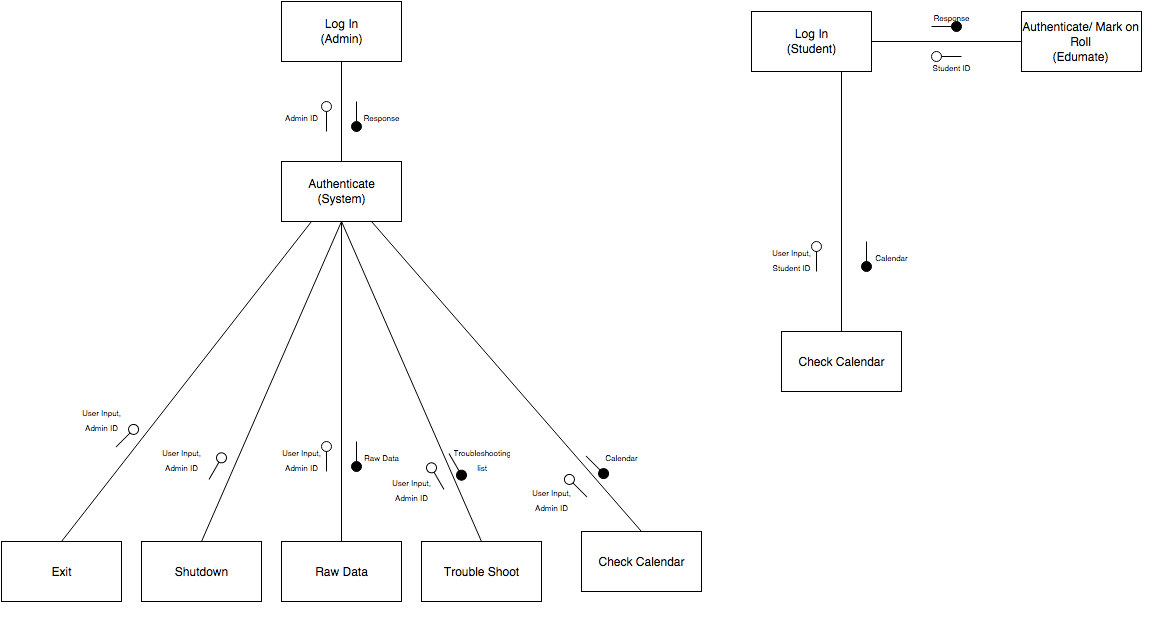 Log In
(Admin)
Admin ID
Response
Authenticate
(System)
User Input,
Admin ID
User Input,
Admin ID
User Input,
Admin ID
Raw Data
Troubleshooting
list
User Input,
Admin ID
Calendar
User Input,
Admin ID
Exit
Shutdown
Raw Data
Trouble Shoot
Check Calendar
Log In
(Student)
Response
Student ID
Authenticate/ Mark on
Roll
(Edumate)
User Input,
Student ID
Calendar
Check Calendar